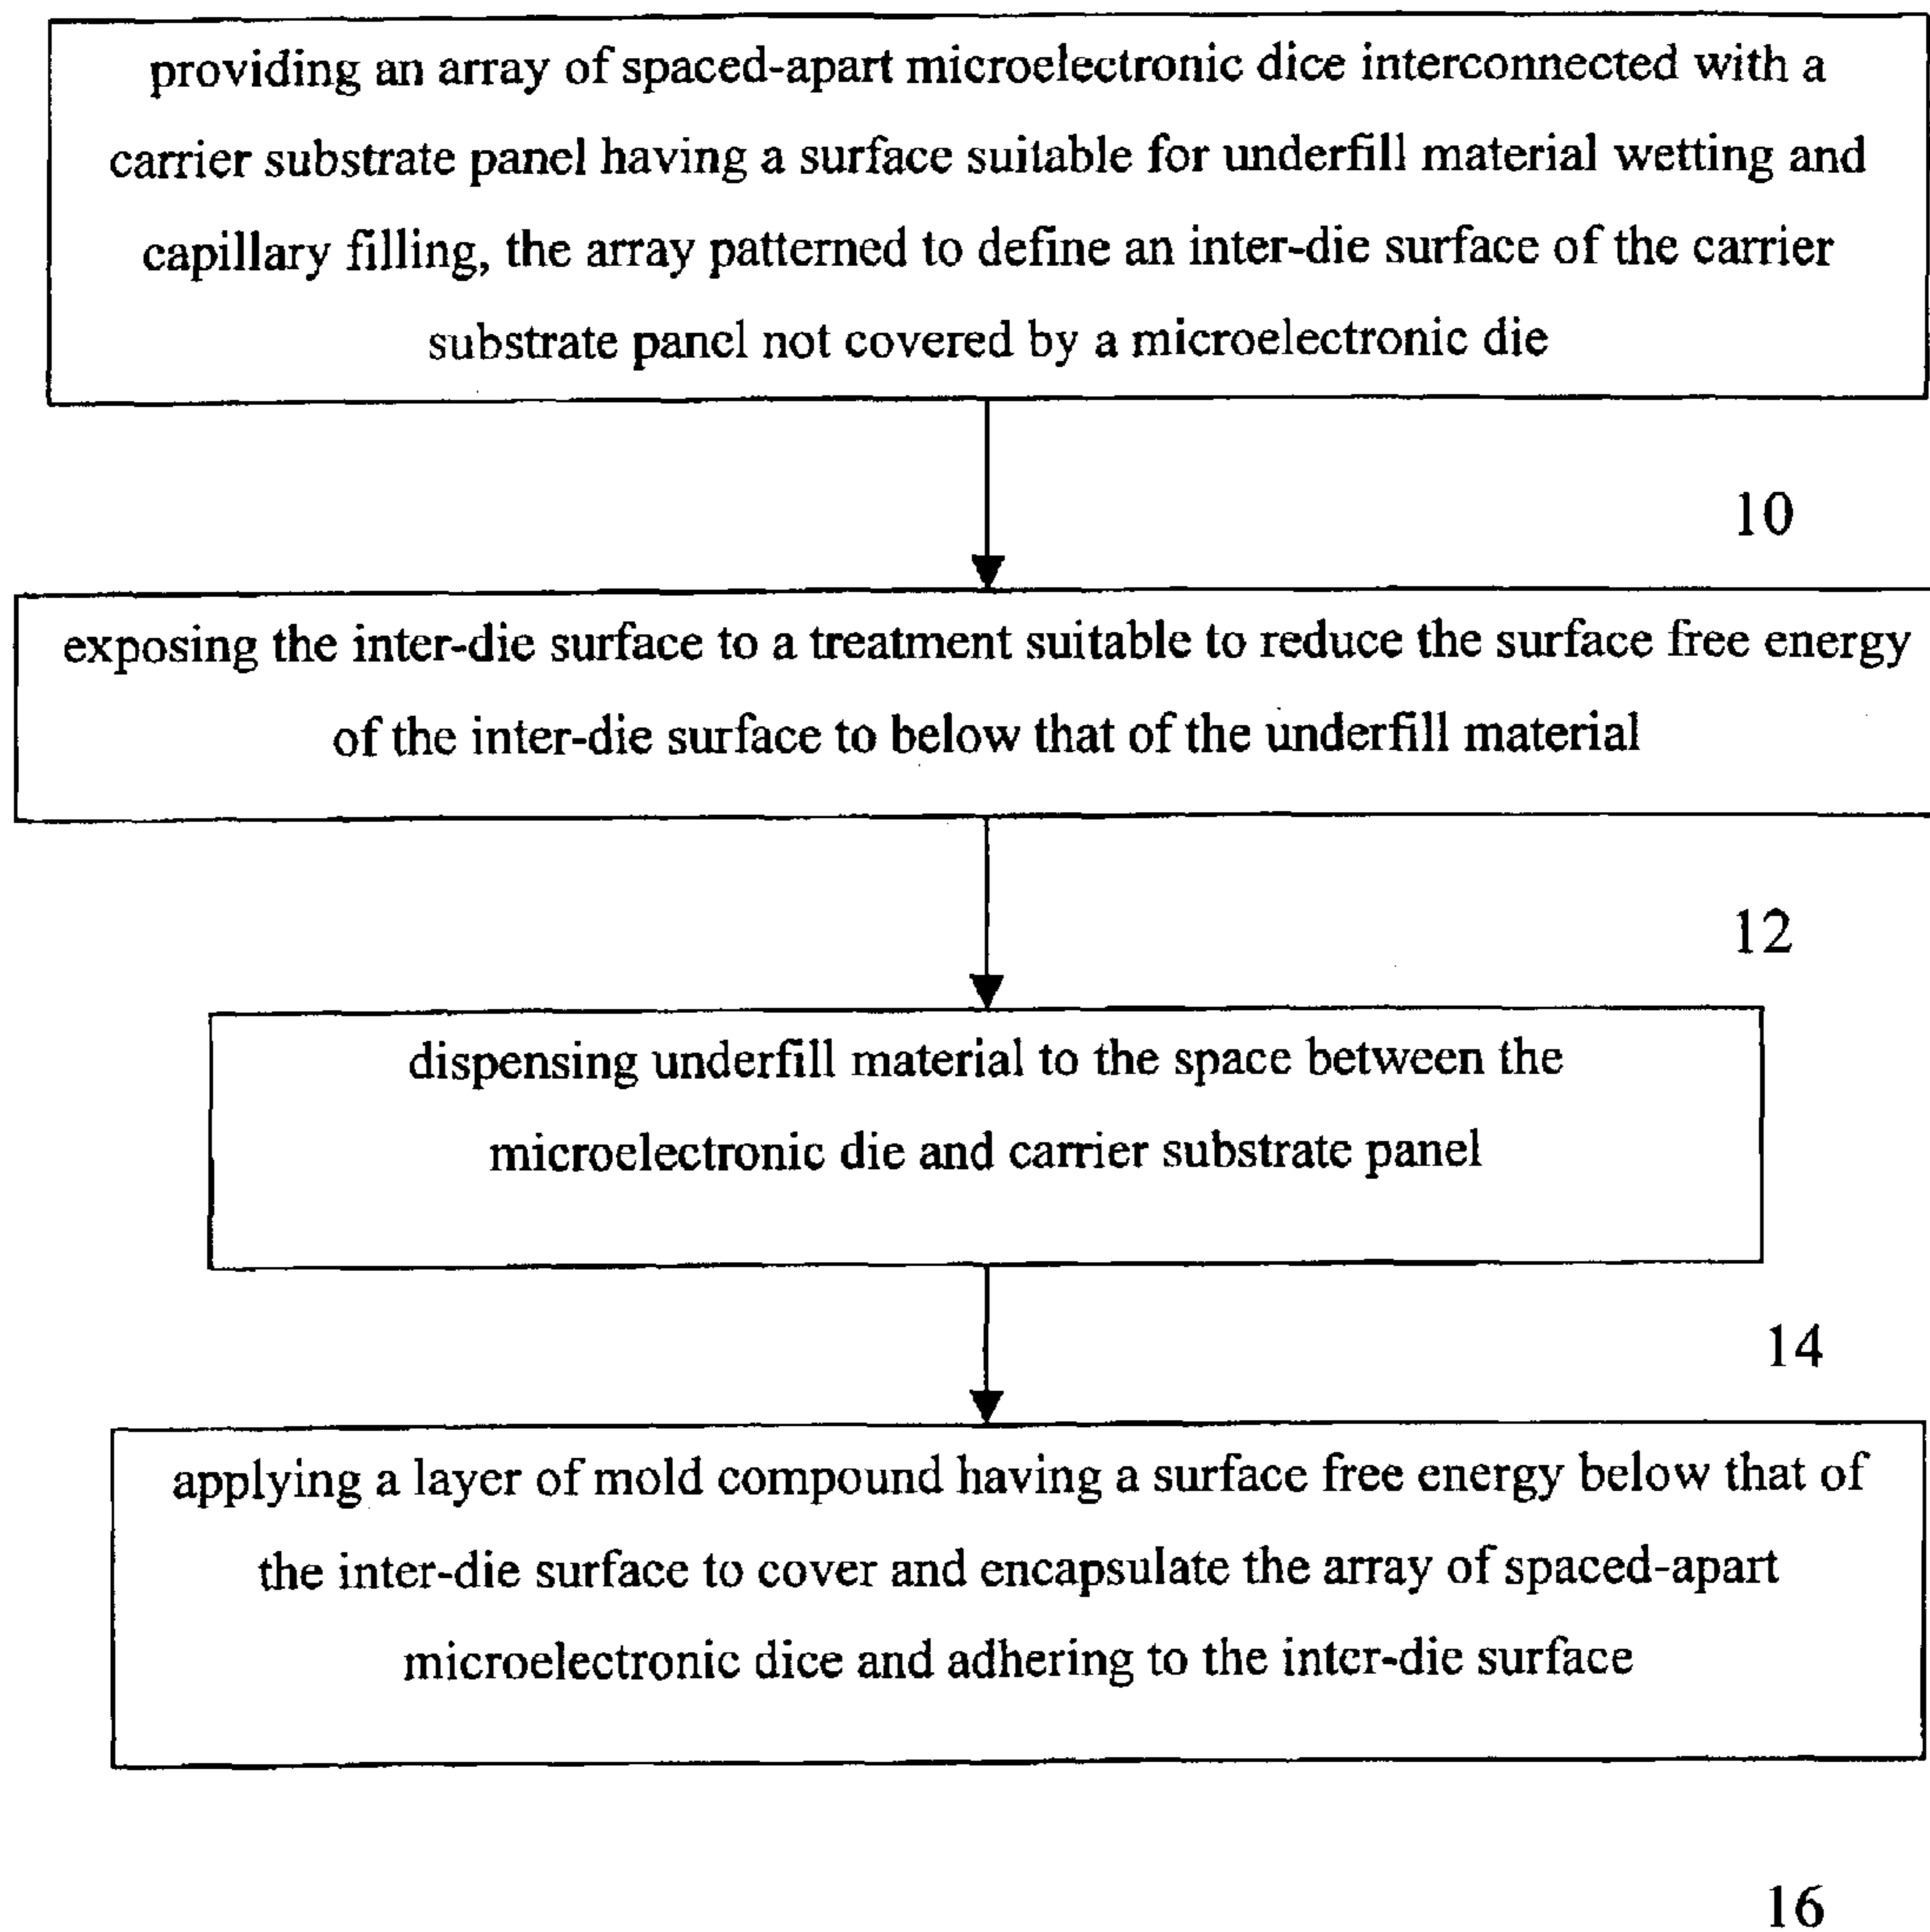 providing an array of spaced-apart microelectronic dice interconnected with a
carrier substrate panel having a surface suitable for underfill material wetting and
capillary filling, the array patterned to define an inter-die surface of the carrier
substrate panel not covered by a microelectronic die
10
exposing the inter-die surface to a treatment suitable to reduce the surface free energy
of the inter-die surface to below that of the underfill material
12
dispensing underfill material to the space between the
microelectronic die and carrier substrate panel
14
applying a layer of mold compound having a surface free energy below that of
the inter-die surface to cover and encapsulate the array of spaced-apart
microelectronic dice and adhering to the inter-die surface
16